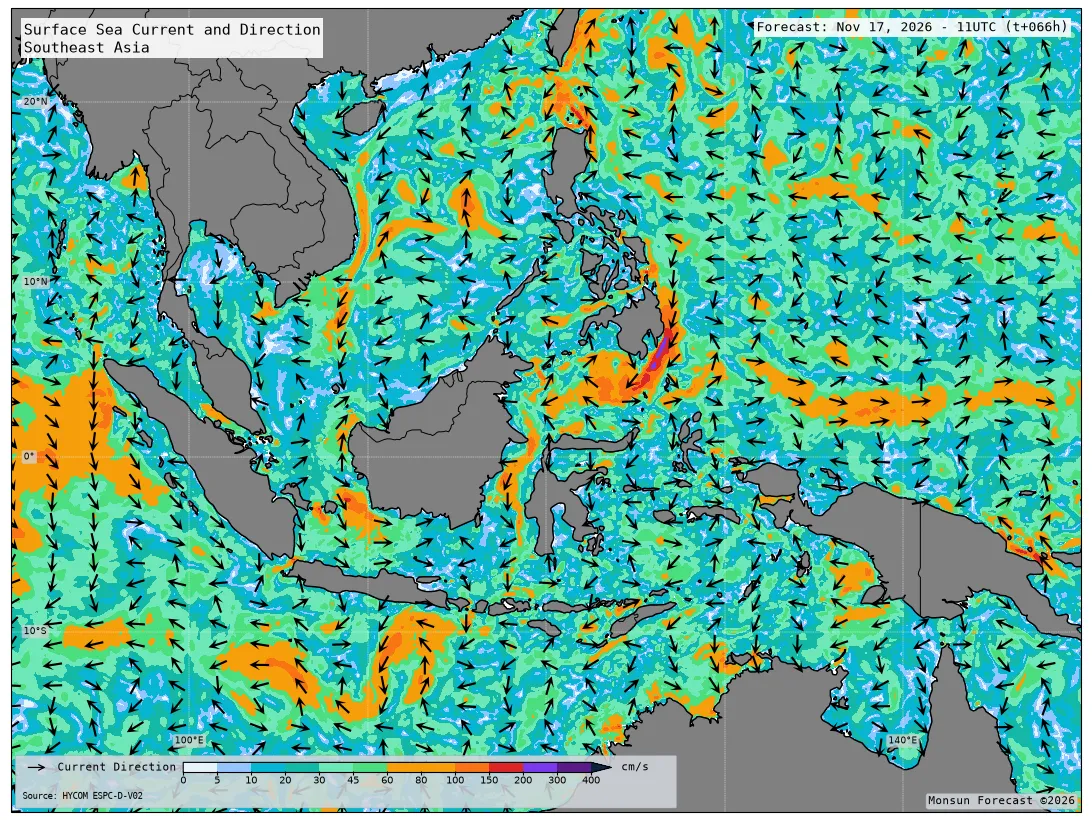 Surface Sea Current and Direction
Southeast Asia
Forecast: Nov 17, 2026 - 11UTC (t+066h)
20°N
10°N
0°
10°S
100°E
140°E
Current Direction
cm/s
0 5 10 20 30 45 60 80 100 150 200 300 400
Source: HYCOM ESPC-D-V02
Monsun Forecast ©2026